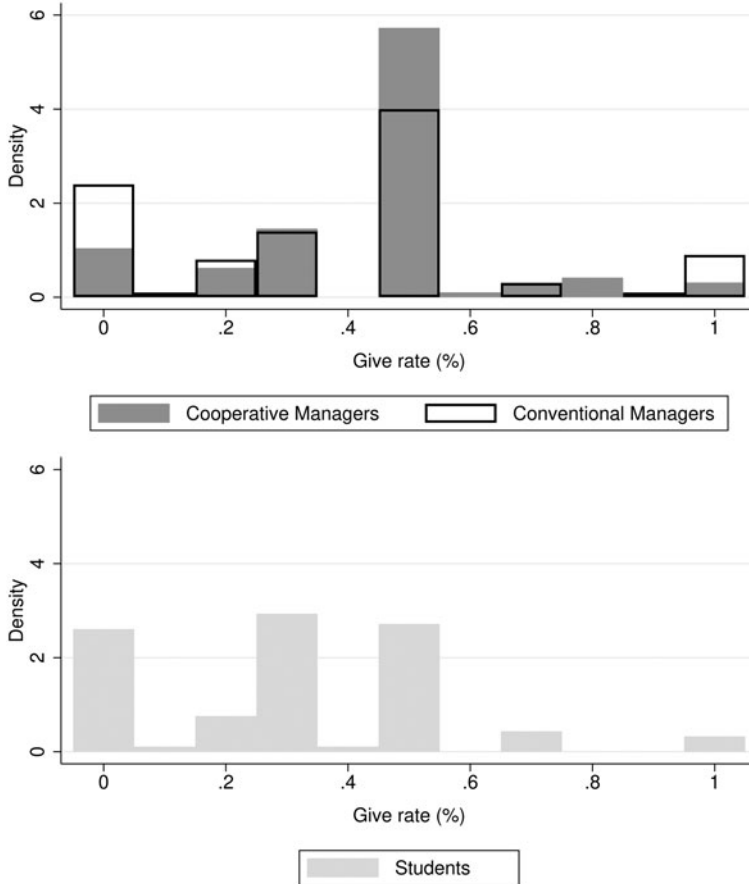 6
4
2
0
Density
0 .2 .4 .6 .8 1
Give rate (%)
Cooperative Managers Conventional Managers
6
4
2
0
Density
0 .2 .4 .6 .8 1
Give rate (%)
Students